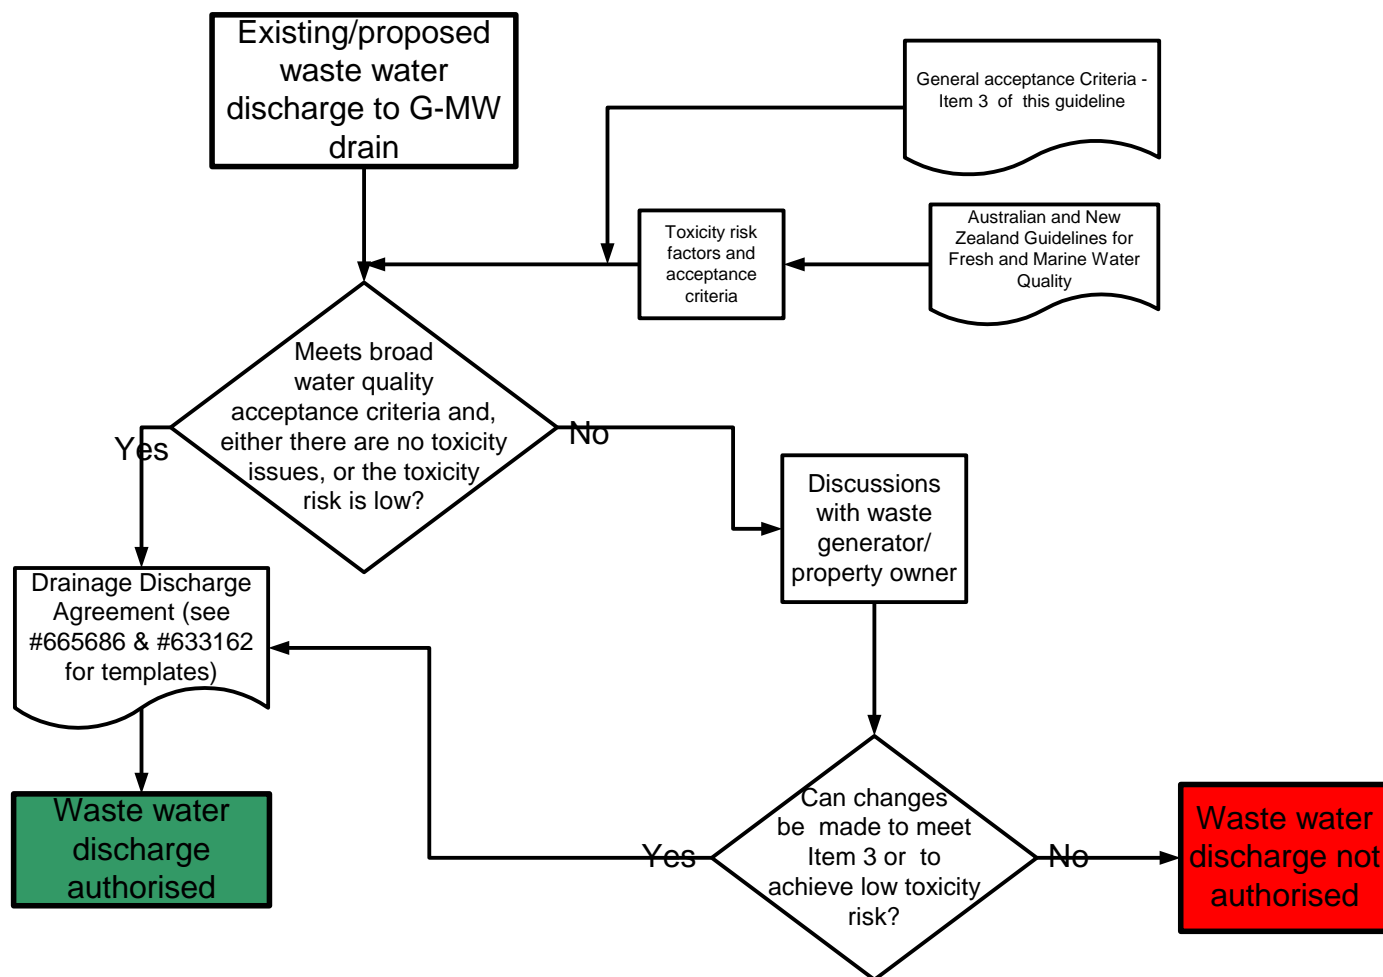 Existing/proposed
waste water
discharge to G-MW
drain
General acceptance Criteria -
Item 3 of this guideline
Toxicity risk
factors and
acceptance
criteria
Australian and New
Zealand Guidelines for
Fresh and Marine Water
Quality
Meets broad
water quality
acceptance criteria and,
either there are no toxicity
issues, or the toxicity
risk is low?
Yes
No
Discussions
with waste
generator/
property owner
Drainage Discharge
Agreement (see
#665686 & #633162
for templates)
Waste water
discharge
authorised
Can changes
be made to meet
Item 3 or to
achieve low toxicity
risk?
Yes
No
Waste water
discharge not
authorised